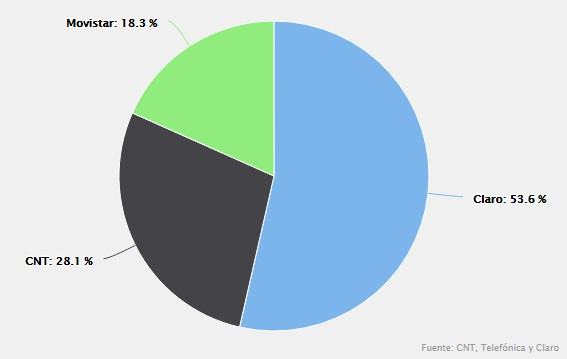 Movistar: 18.3 %
Claro: 53.6 %
CNT: 28.1 %
Fuente: CNT, Telefónica y Claro